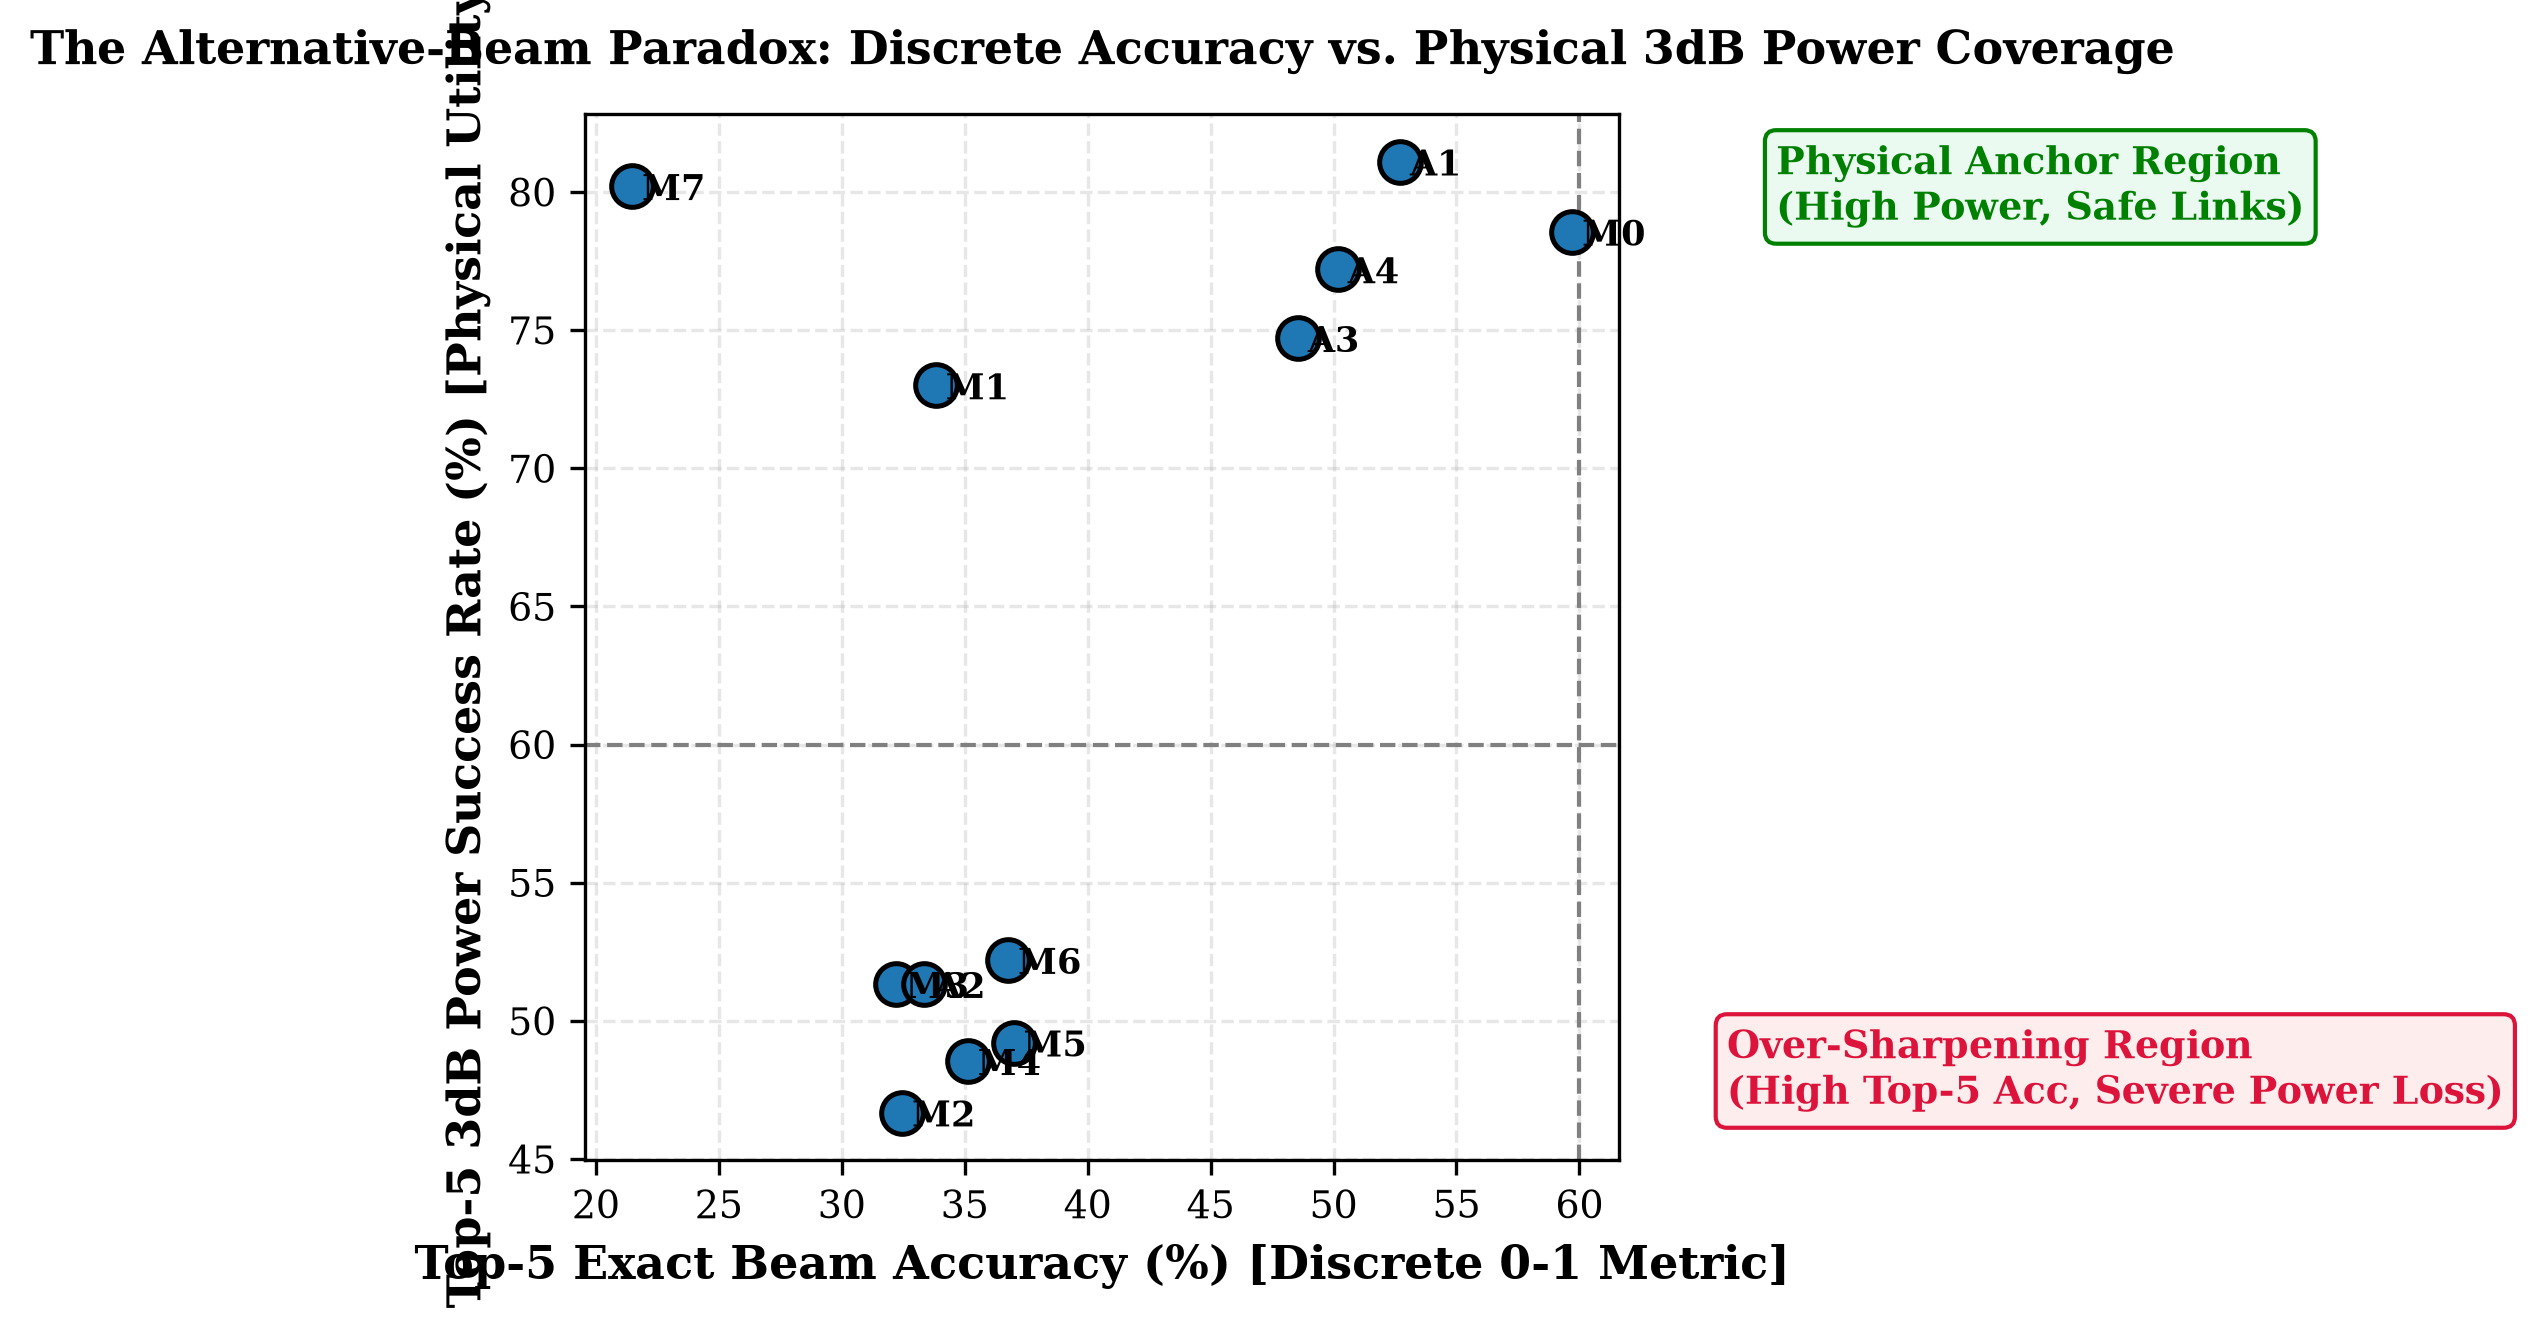 The Alternative-Beam Paradox: Discrete Accuracy vs. Physical 3dB Power Coverage
Top-5 3dB Power Success Rate (%) [Physical Utility
80
75
70
65
60
55
50
45
M7
A1
M0
A4
A3
M1
M6
M3
A2
M5
M4
M2
Physical Anchor Region
(High Power, Safe Links)
Over-Sharpening Region
(High Top-5 Acc, Severe Power Loss)
20
25
30
35
40
45
50
55
60
Top-5 Exact Beam Accuracy (%) [Discrete 0-1 Metric]